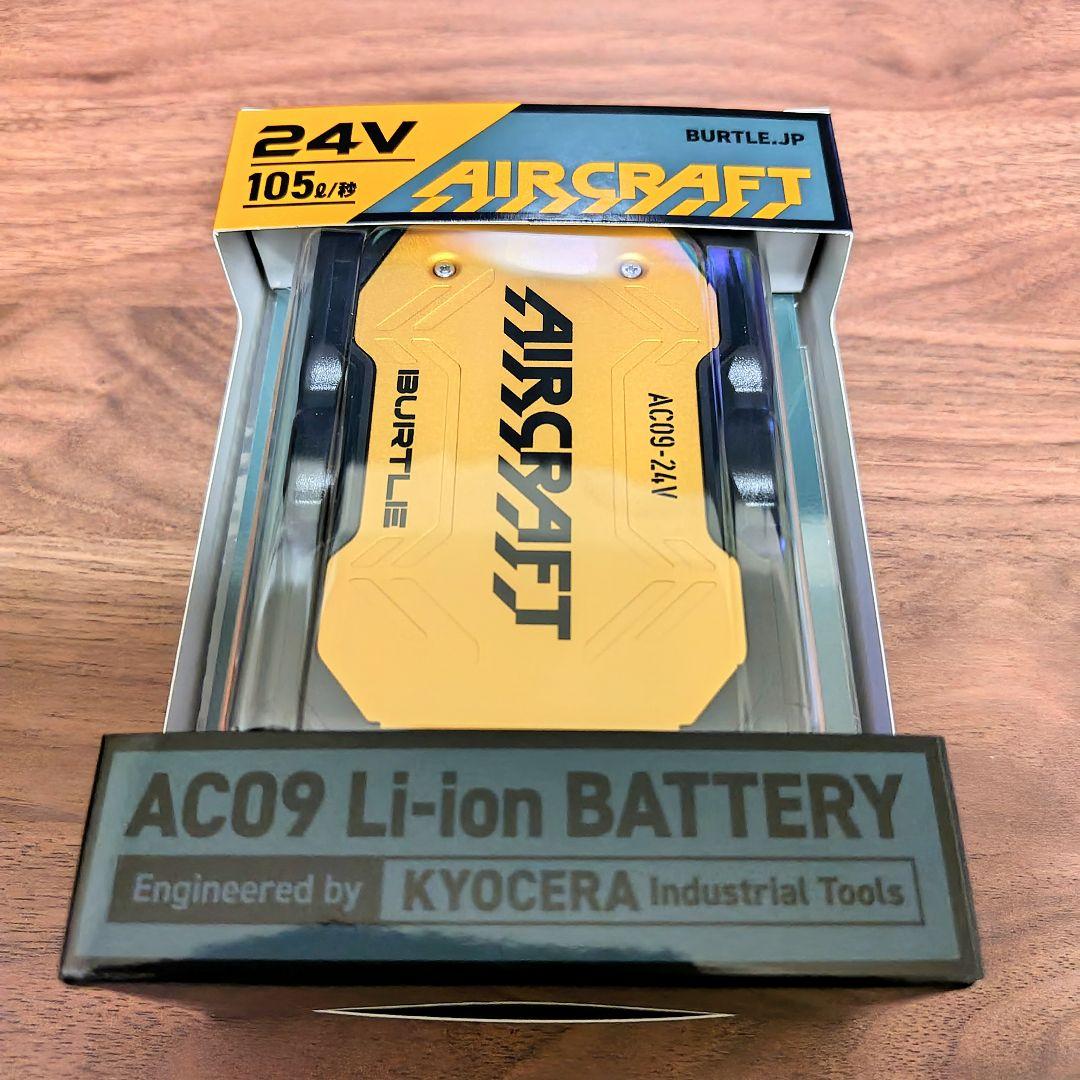 24V
105ℓ/秒
BURTLE.JP
AIRCRAFT
AIRCRAFT
BURTLE
AC09-24V
AC09 Li-ion BATTERY
Engineered by KYOCERA Industrial Tools